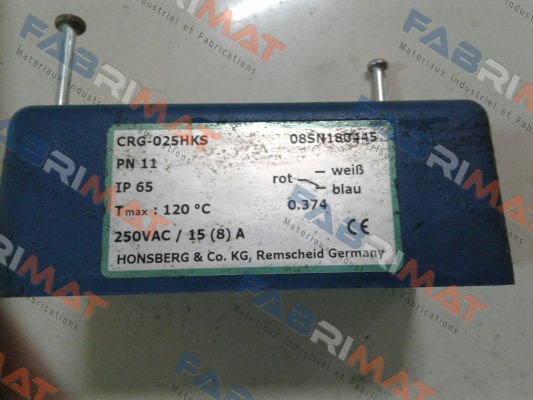 CRG-025HKS 08SN180445
PN 11
IP 65
rot — weiß
blau
Tmax : 120 °C 0.374
250VAC / 15 (8) A CE
HONSBERG & Co. KG, Remscheid Germany
FABRIMAT
Materiaux Industriel et Fabrications